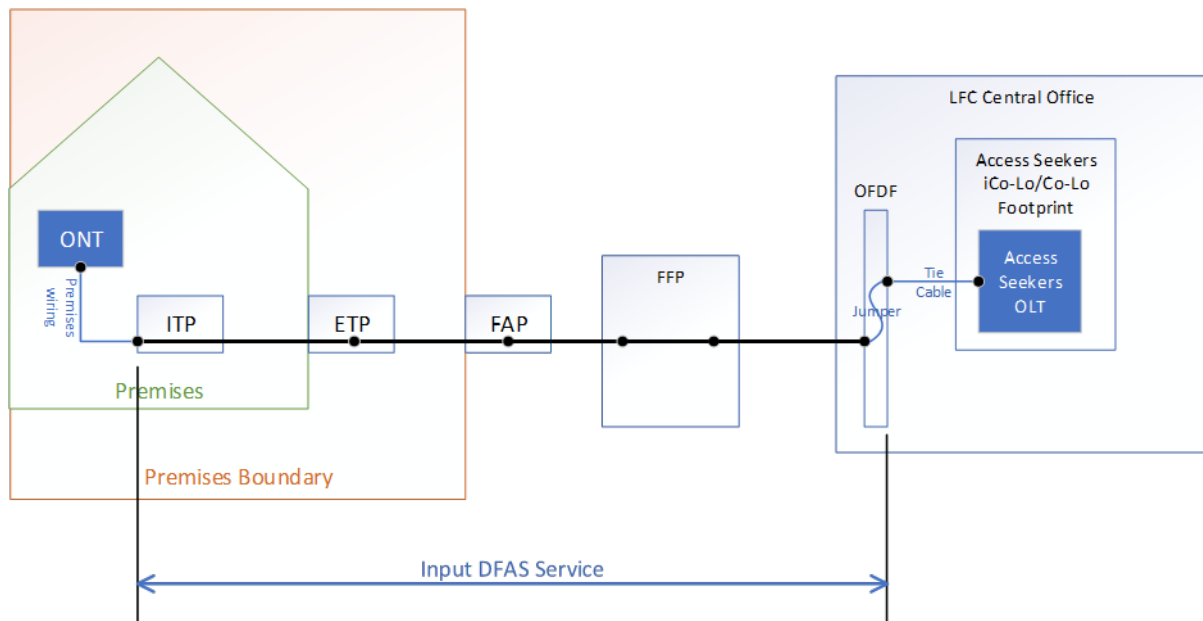 LFC Central Office
Access Seekers
iCo-Lo/Co-Lo
Footprint
OFDF
ONT
Access
Seekers
OLT
FFP
Tie
Cable
Premises
wiring
Jumper
ITP
ETP
FAP
Premises
Premises Boundary
Input DFAS Service